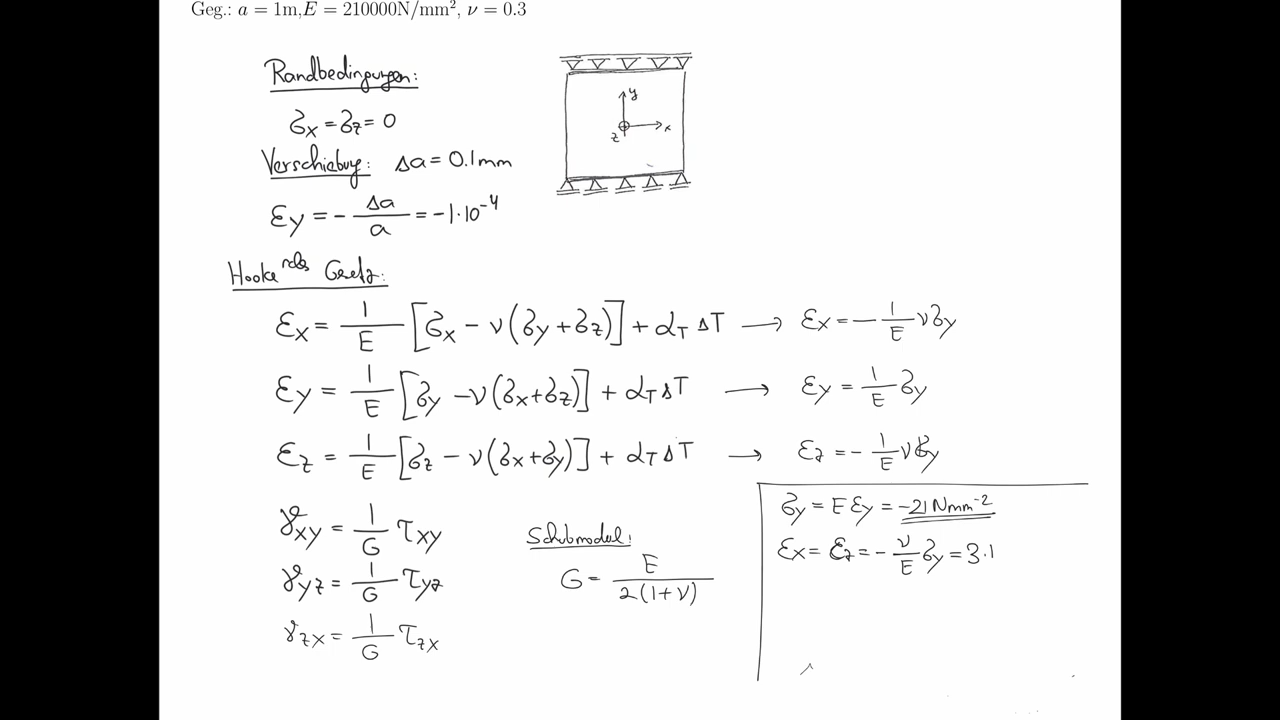 Geg.: a = 1m,E = 210000N/mm², ν = 0.3
Randbedingungen:
σx = σz = 0
Verschiebung: Δa = 0.1mm
εy = - Δa/a = -1·10⁻⁴
y
x
z
Hooke'sches Gesetz:
εx = 1/E [σx - ν(σy + σz)] + αT ΔT → εx = - 1/E νσy
εy = 1/E [σy - ν(σx+σz)] + αT ΔT → εy = 1/E σy
εz = 1/E [σz - ν(σx+σy)] + αT ΔT → εz = - 1/E νσy
γxy = 1/G τxy
γyz = 1/G τyz
γzx = 1/G τzx
Schubmodul:
G = E/2(1+ν)
σy = E εy = -21 Nmm⁻²
εx = εz = - ν/E σy = 3.1